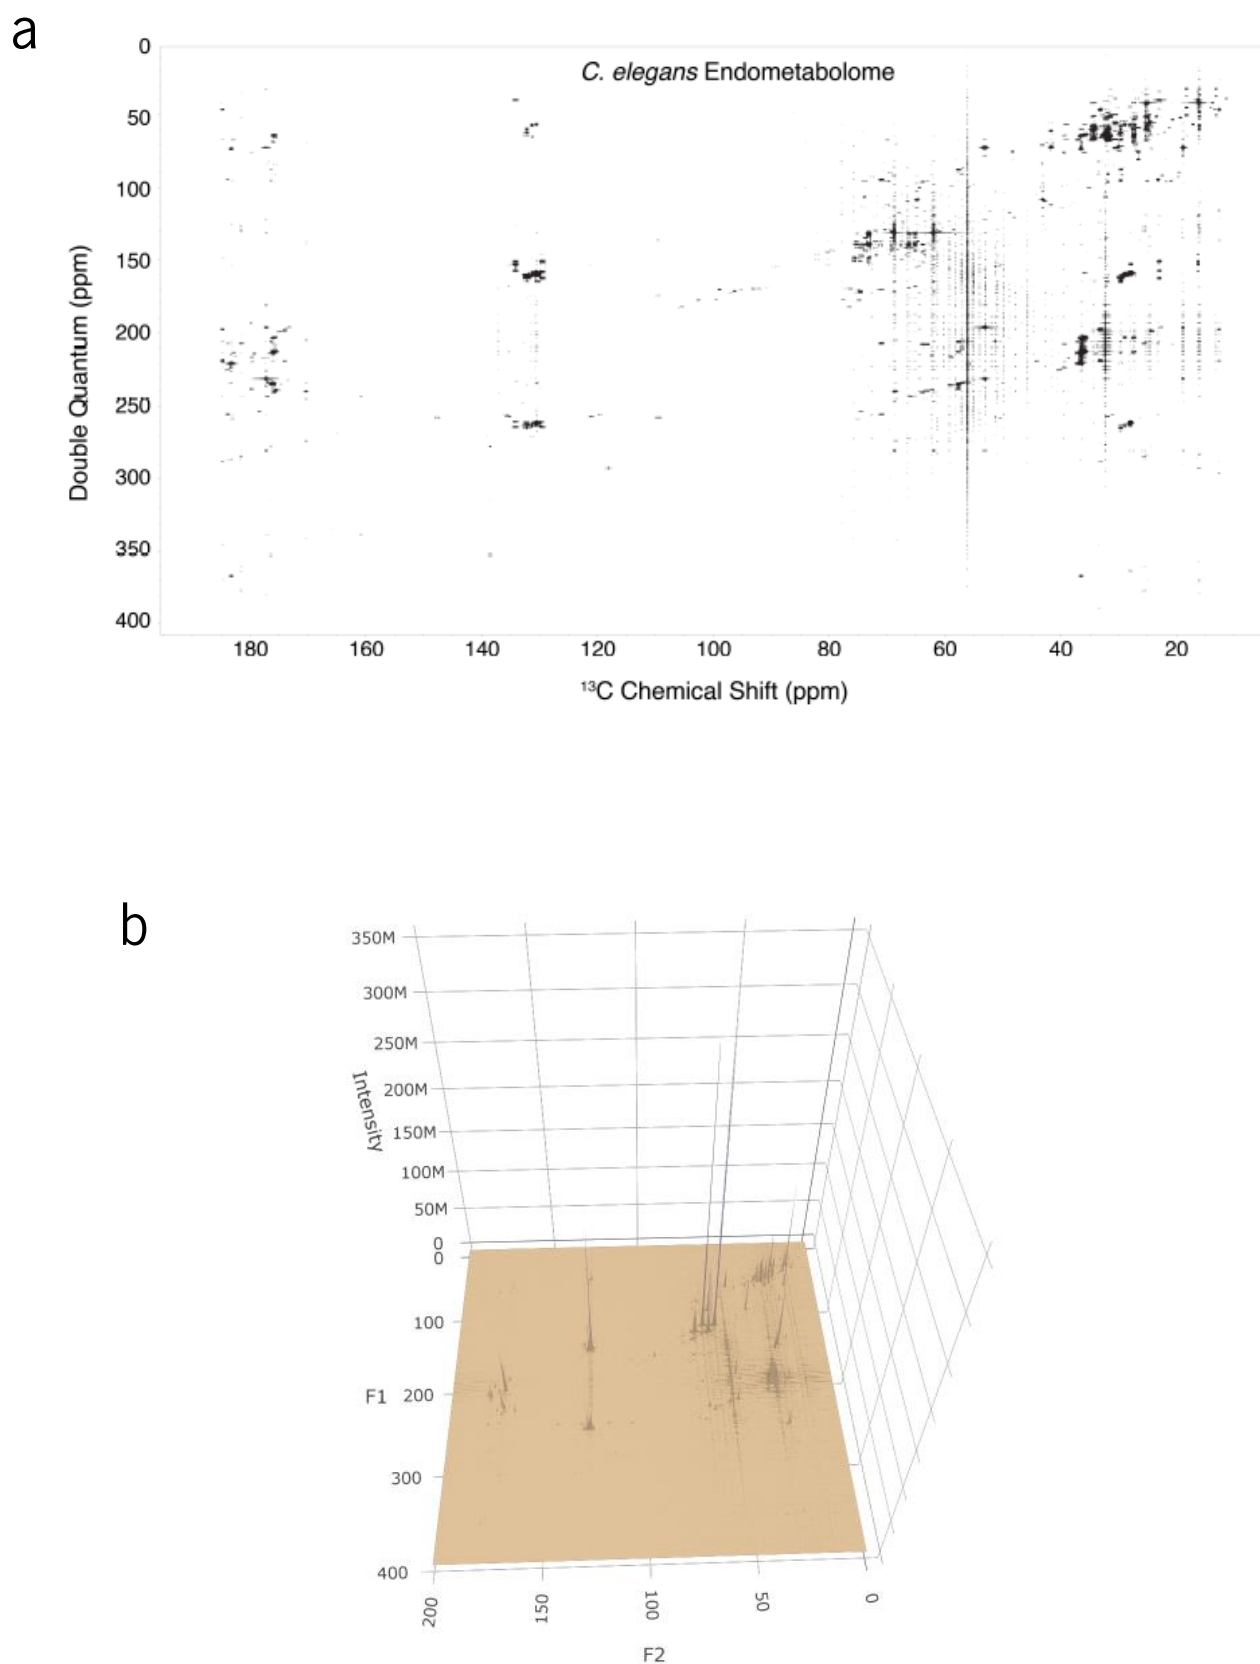 a
C. elegans Endometabolome
0
50
100
150
200
250
300
350
400
Double Quantum (ppm)
180 160 140 120 100 80 60 40 20
¹³C Chemical Shift (ppm)
b
350M
300M
250M
200M
150M
100M
50M
0
Intensity
0
100
F1 200
300
400
200 150 100 50 0
F2